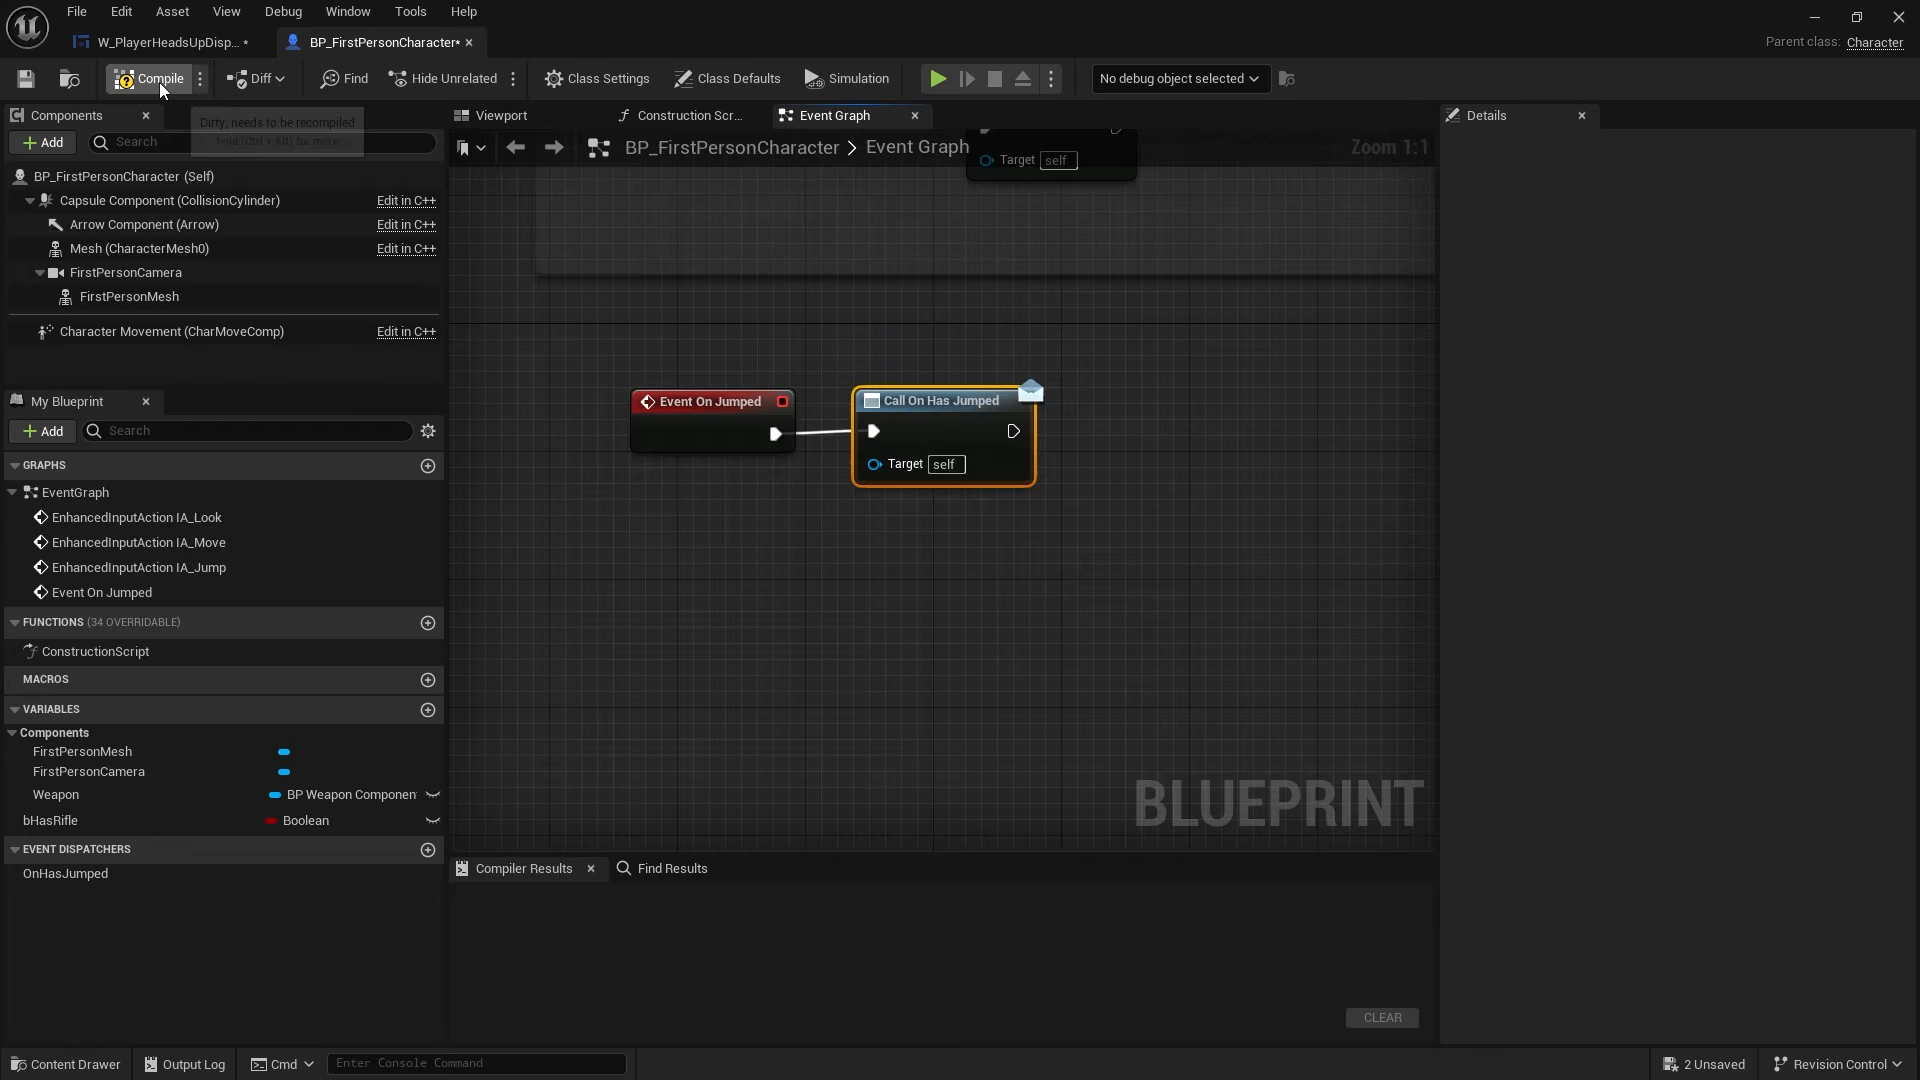 File Edit Asset View Debug Window Tools Help
W_PlayerHeadsUpDisp... *
BP_FirstPersonCharacter*
Parent class: Character
Compile
Diff
Find
Hide Unrelated
Class Settings
Class Defaults
Simulation
No debug object selected
Dirty; needs to be recompiled
hold (Ctrl + Alt) for more
Components
Add
Search
BP_FirstPersonCharacter (Self)
Capsule Component (CollisionCylinder) Edit in C++
Arrow Component (Arrow) Edit in C++
Mesh (CharacterMesh0) Edit in C++
FirstPersonCamera
FirstPersonMesh
Character Movement (CharMoveComp) Edit in C++
My Blueprint
Add
Search
GRAPHS
EventGraph
EnhancedInputAction IA_Look
EnhancedInputAction IA_Move
EnhancedInputAction IA_Jump
Event On Jumped
FUNCTIONS (34 OVERRIDABLE)
ConstructionScript
MACROS
VARIABLES
Components
FirstPersonMesh
FirstPersonCamera
Weapon BP Weapon Componen
bHasRifle Boolean
EVENT DISPATCHERS
OnHasJumped
Viewport
Construction Scr...
Event Graph
BP_FirstPersonCharacter > Event Graph
Zoom 1:1
Target self
Event On Jumped
Call On Has Jumped
Target self
BLUEPRINT
Compiler Results
Find Results
CLEAR
Details
Content Drawer
Output Log
Cmd
Enter Console Command
2 Unsaved
Revision Control